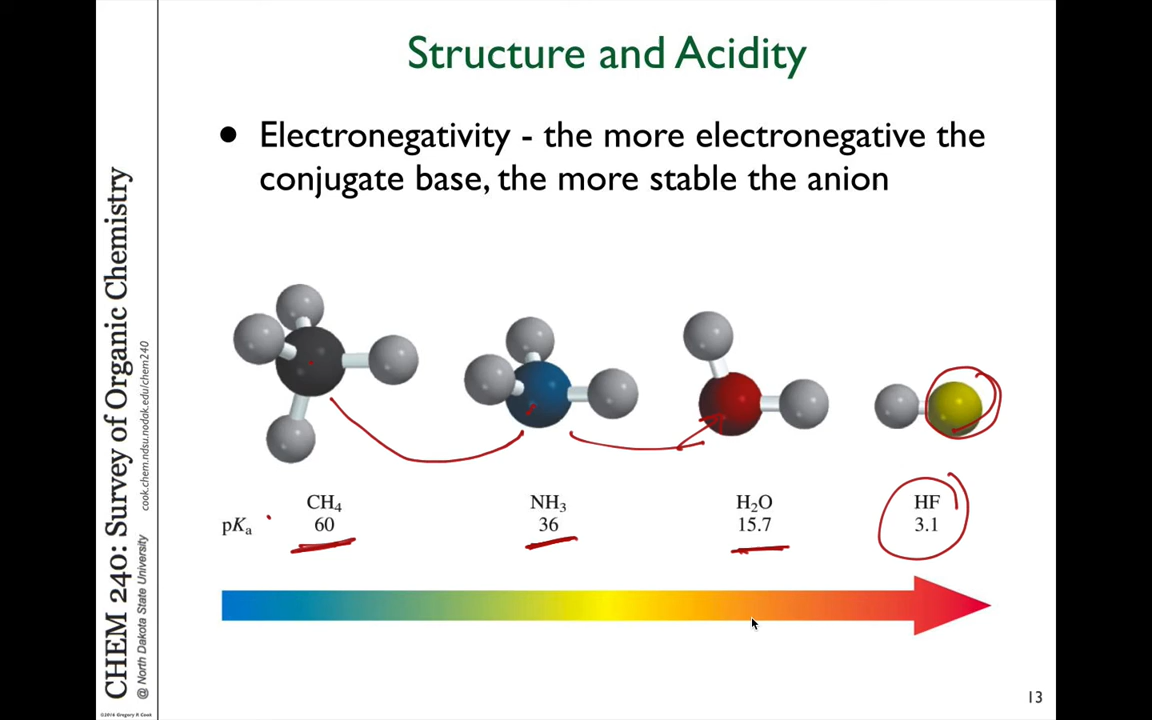 Structure and Acidity
● Electronegativity - the more electronegative the
conjugate base, the more stable the anion
CH₄ NH₃ H₂O HF
pKₐ 60 36 15.7 3.1
13
CHEM 240: Survey of Organic Chemistry
@ North Dakota State University cook.chem.ndsu.nodak.edu/chem240
©2016 Gregory R Cook